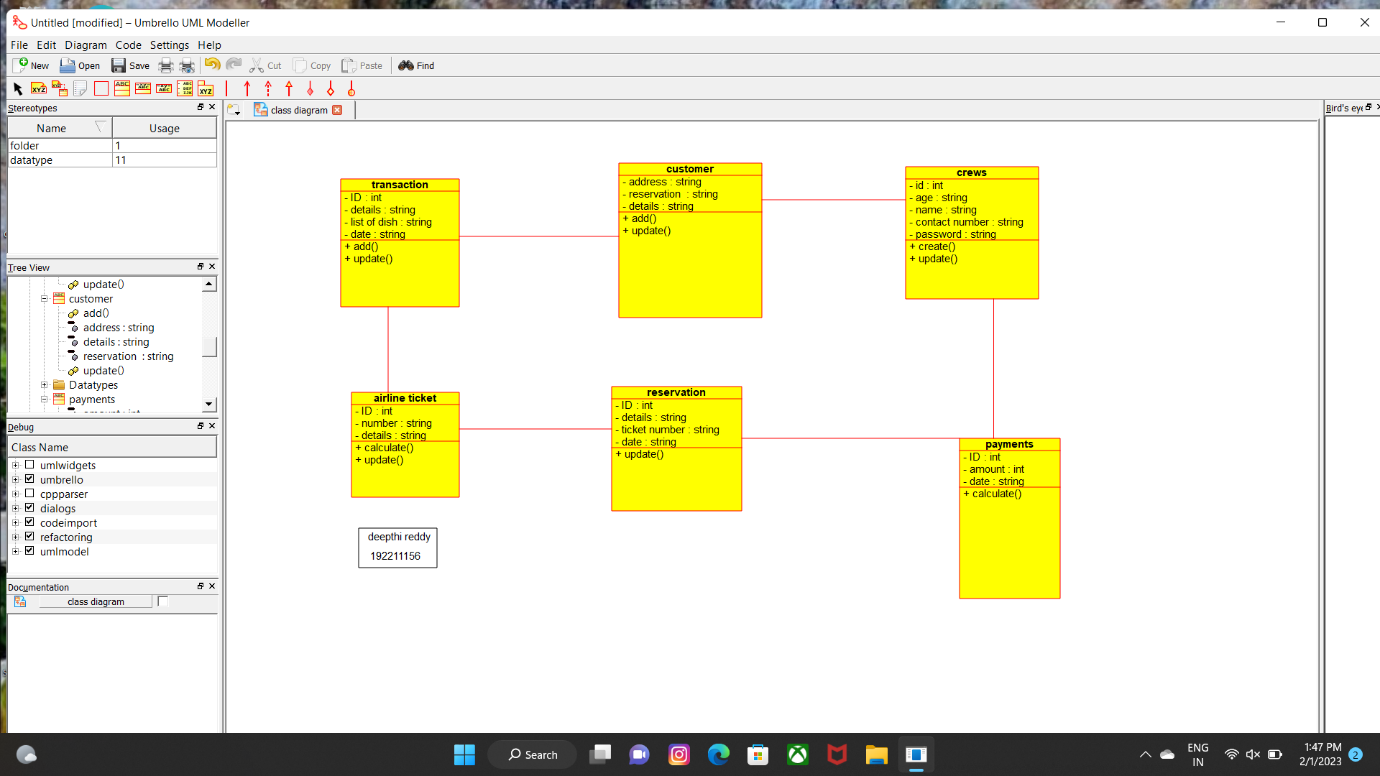 Untitled [modified] – Umbrello UML Modeller
File Edit Diagram Code Settings Help
New Open Save Cut Copy Paste Find
Stereotypes
Name Usage
folder 1
datatype 11
Tree View
update()
customer
add()
address : string
details : string
reservation : string
update()
Datatypes
payments
Debug
Class Name
umlwidgets
umbrello
cppparser
dialogs
codeimport
refactoring
umlmodel
Documentation
class diagram
class diagram
Bird's eye
transaction
- ID : int
- details : string
- list of dish : string
- date : string
+ add()
+ update()
customer
- address : string
- reservation : string
- details : string
+ add()
+ update()
crews
- id : int
- age : string
- name : string
- contact number : string
- password : string
+ create()
+ update()
airline ticket
- ID : int
- number : string
- details : string
+ calculate()
+ update()
reservation
- ID : int
- details : string
- ticket number : string
- date : string
+ update()
payments
- ID : int
- amount : int
- date : string
+ calculate()
deepthi reddy
192211156
Search
ENG
IN
1:47 PM
2/1/2023
2